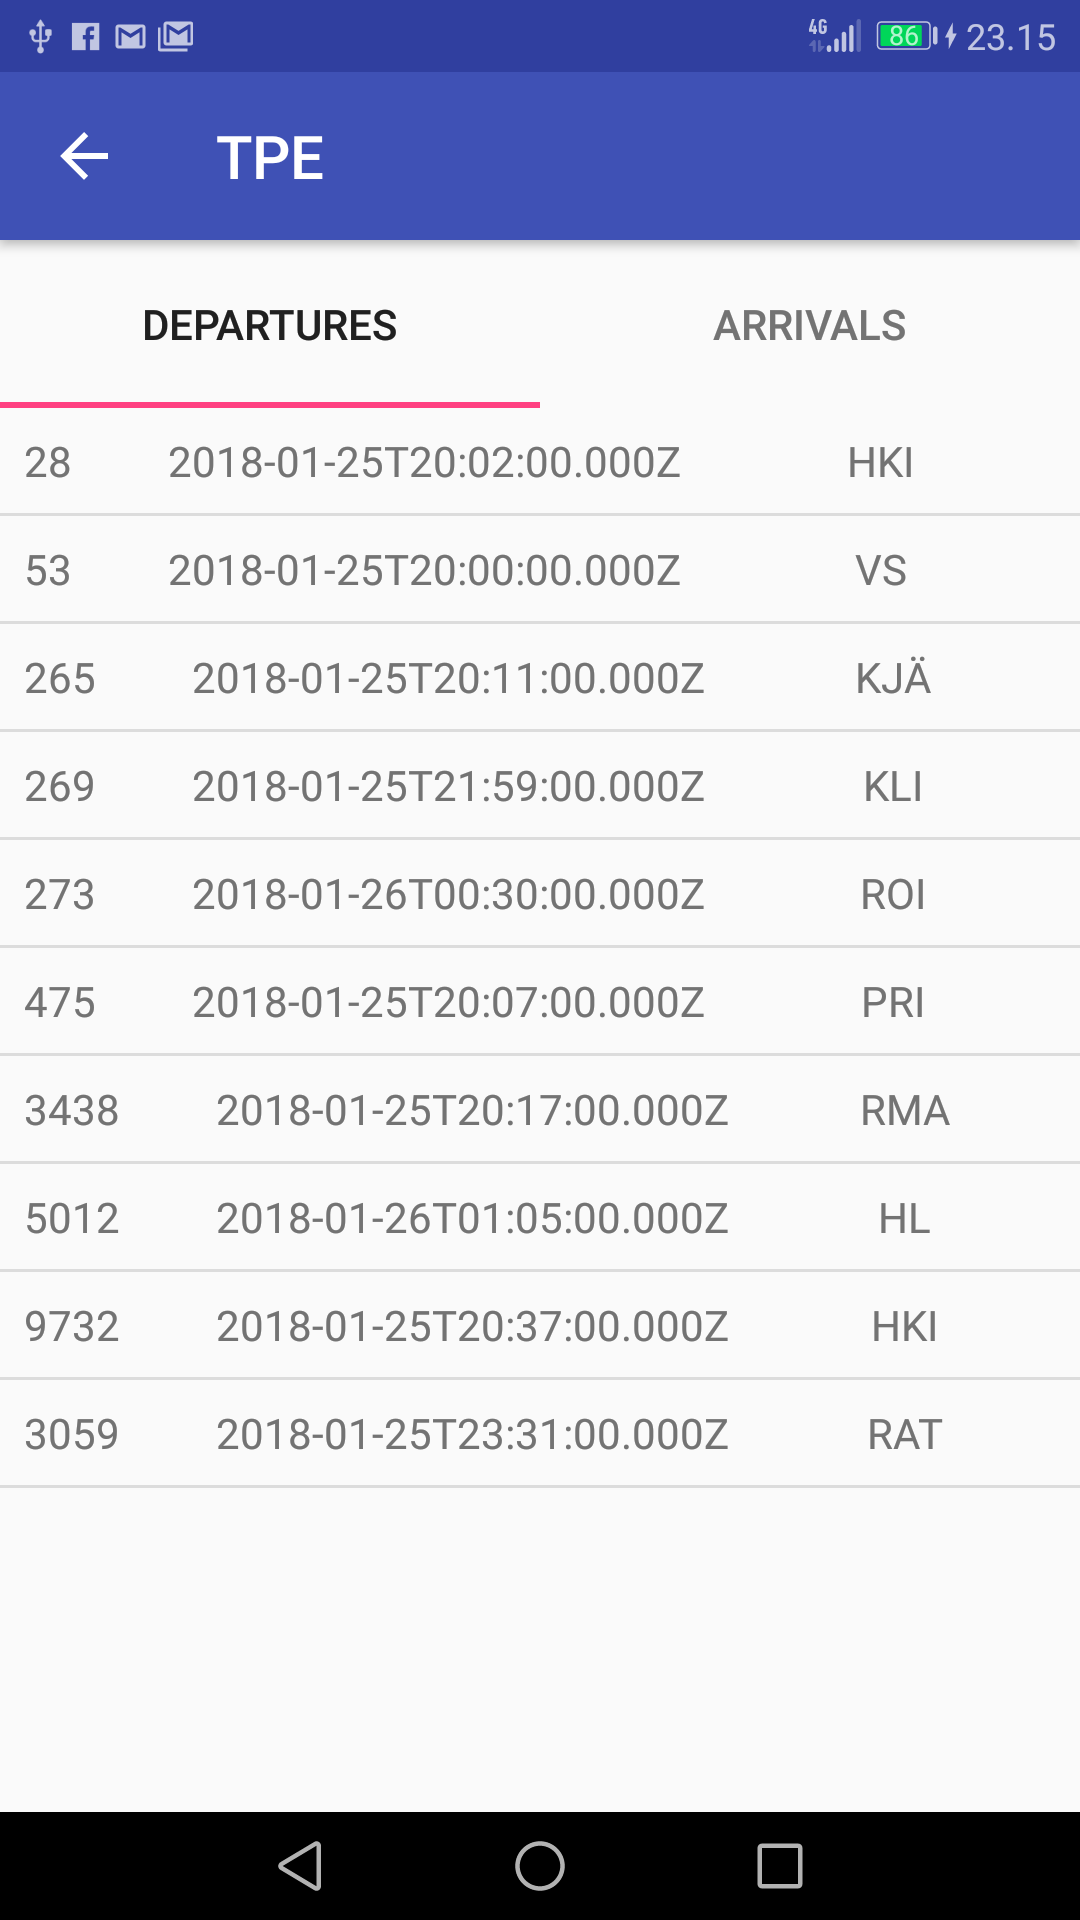 4G 86 23.15
TPE
DEPARTURES ARRIVALS
28 2018-01-25T20:02:00.000Z HKI
53 2018-01-25T20:00:00.000Z VS
265 2018-01-25T20:11:00.000Z KJÄ
269 2018-01-25T21:59:00.000Z KLI
273 2018-01-26T00:30:00.000Z ROI
475 2018-01-25T20:07:00.000Z PRI
3438 2018-01-25T20:17:00.000Z RMA
5012 2018-01-26T01:05:00.000Z HL
9732 2018-01-25T20:37:00.000Z HKI
3059 2018-01-25T23:31:00.000Z RAT